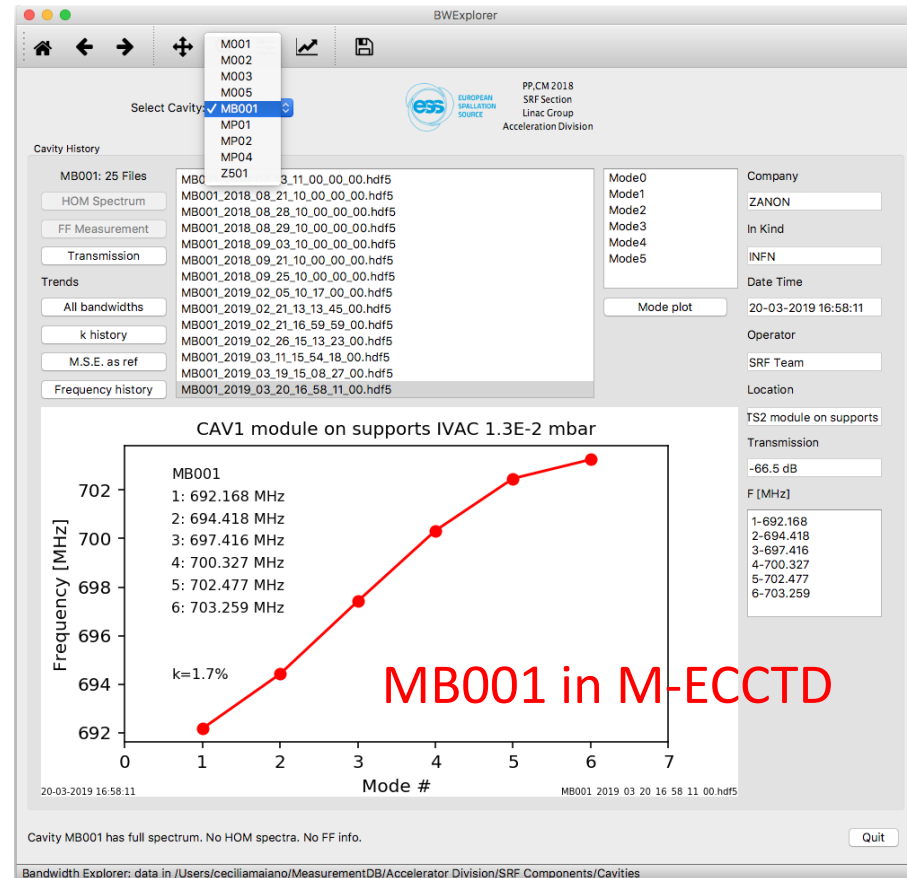 BWExplorer
M001
M002
M003
M005
Select Cavity: ✓ MB001
MP01
MP02
MP04
Z501
ess
EUROPEAN
SPALLATION
SOURCE
PP,CM 2018
SRF Section
Linac Group
Acceleration Division
Cavity History
MB001: 25 Files
HOM Spectrum
FF Measurement
Transmission
Trends
All bandwidths
k history
M.S.E. as ref
Frequency history
3_11_00_00_00.hdf5
MB001_2018_08_21_10_00_00_00.hdf5
MB001_2018_08_28_10_00_00_00.hdf5
MB001_2018_08_29_10_00_00_00.hdf5
MB001_2018_09_03_10_00_00_00.hdf5
MB001_2018_09_21_10_00_00_00.hdf5
MB001_2018_09_25_10_00_00_00.hdf5
MB001_2019_02_05_10_17_00_00.hdf5
MB001_2019_02_21_13_13_45_00.hdf5
MB001_2019_02_21_16_59_59_00.hdf5
MB001_2019_02_26_15_13_23_00.hdf5
MB001_2019_03_11_15_54_18_00.hdf5
MB001_2019_03_19_15_08_27_00.hdf5
MB001_2019_03_20_16_58_11_00.hdf5
Mode0
Mode1
Mode2
Mode3
Mode4
Mode5
Mode plot
Company
ZANON
In Kind
INFN
Date Time
20-03-2019 16:58:11
Operator
SRF Team
Location
TS2 module on supports
Transmission
-66.5 dB
F [MHz]
1-692.168
2-694.418
3-697.416
4-700.327
5-702.477
6-703.259
CAV1 module on supports IVAC 1.3E-2 mbar
MB001
1: 692.168 MHz
2: 694.418 MHz
3: 697.416 MHz
4: 700.327 MHz
5: 702.477 MHz
6: 703.259 MHz
k=1.7%
Frequency [MHz]
702
700
698
696
694
692
0 1 2 3 4 5 6 7
Mode #
MB001 in M-ECCTD
20-03-2019 16:58:11
MB001_2019_03_20_16_58_11_00.hdf5
Cavity MB001 has full spectrum. No HOM spectra. No FF info.
Quit
Bandwidth Explorer: data in /Users/ceciliamaiano/MeasurementDB/Accelerator Division/SRF Components/Cavities